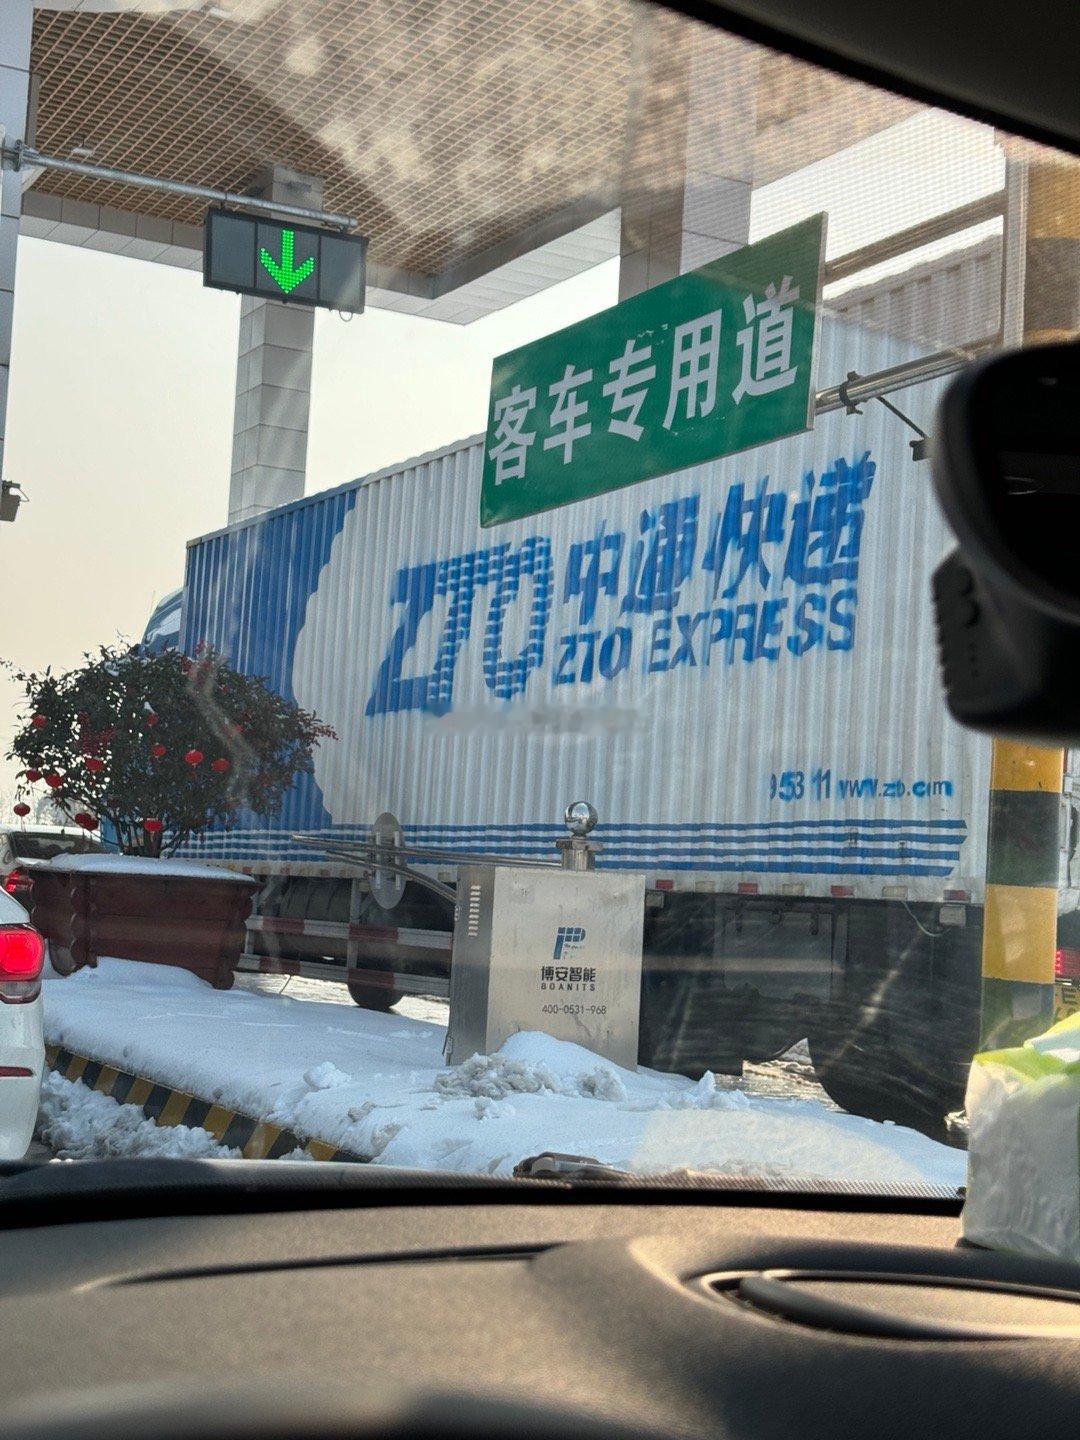 客车专用道
ZTO 中通快递
ZTO EXPRESS
95311 www.zto.com
博安智能
BOANITS
400-0531-968